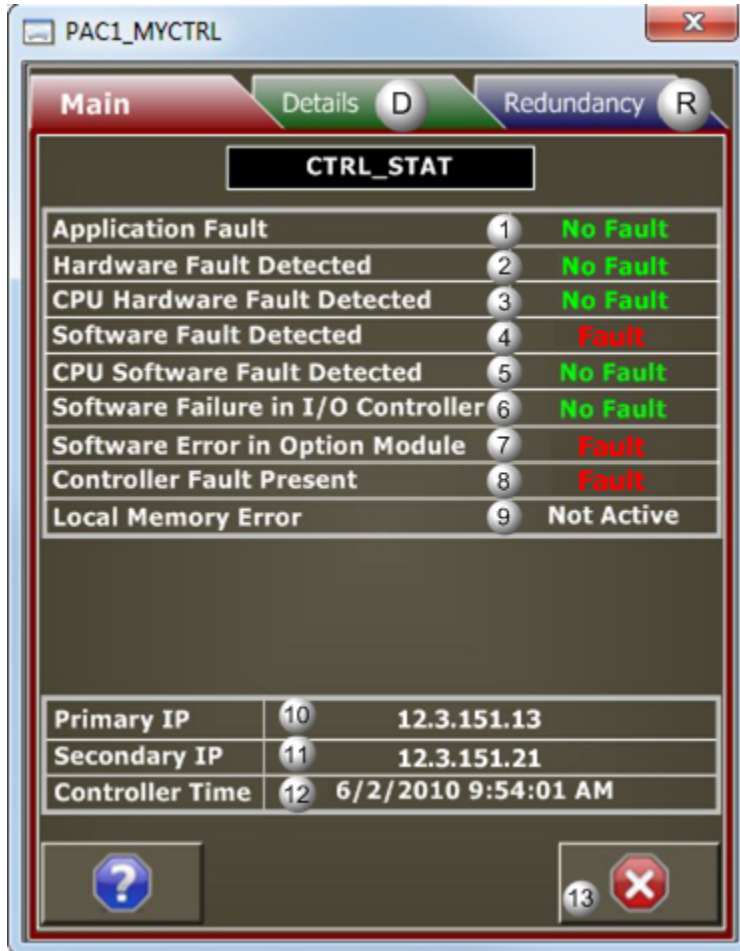 PAC1_MYCTRL
Main Details D Redundancy R
CTRL_STAT
Application Fault 1 No Fault
Hardware Fault Detected 2 No Fault
CPU Hardware Fault Detected 3 No Fault
Software Fault Detected 4 Fault
CPU Software Fault Detected 5 No Fault
Software Failure in I/O Controller 6 No Fault
Software Error in Option Module 7 Fault
Controller Fault Present 8 Fault
Local Memory Error 9 Not Active
Primary IP 10 12.3.151.13
Secondary IP 11 12.3.151.21
Controller Time 12 6/2/2010 9:54:01 AM
? 13